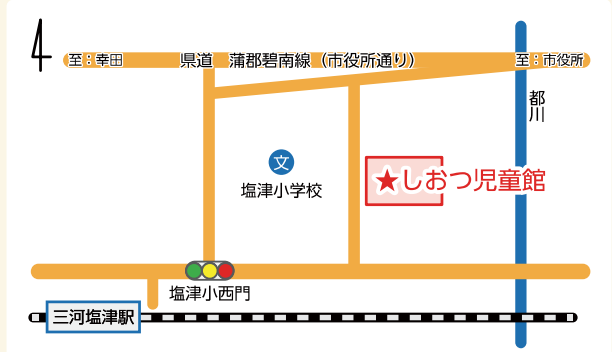 4
至：幸田
県道 蒲郡碧南線（市役所通り）
至：市役所
都川
文
塩津小学校
★しおつ児童館
塩津小西門
三河塩津駅